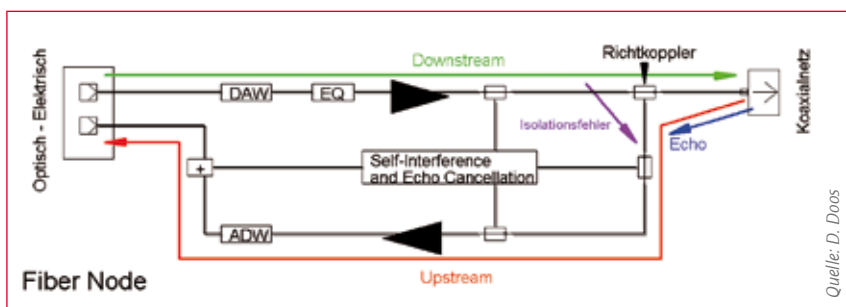 Downstream
Richtkoppler
Optisch - Elektrisch
DAW
EQ
Isolationsfehler
Echo
Koaxialnetz
+
Self-Interference
and Echo Cancellation
ADW
Upstream
Fiber Node
Quelle: D. Doos